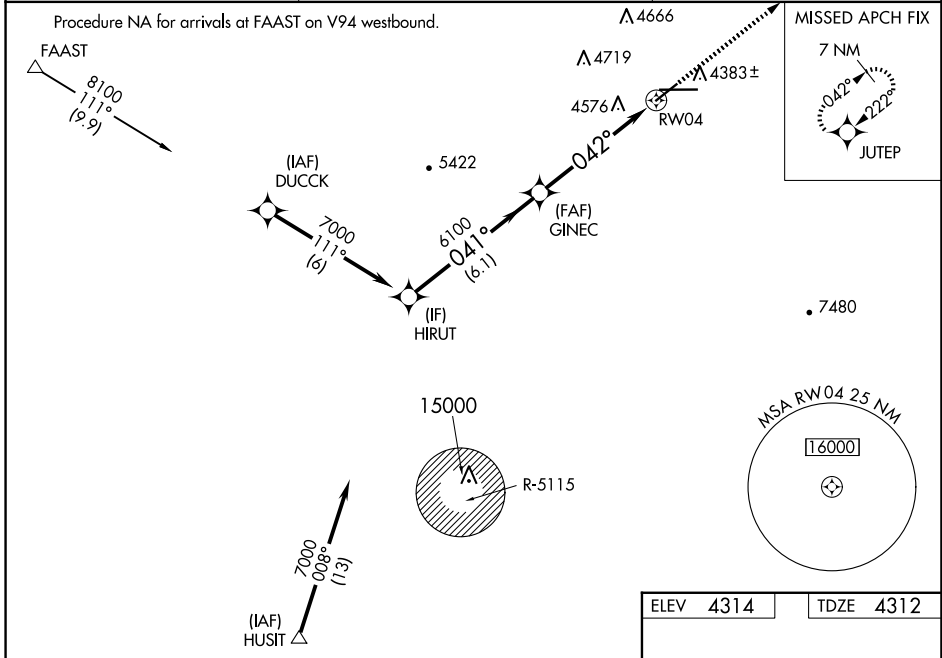 Procedure NA for arrivals at FAAST on V94 westbound.
FAAST
8100
111°
(9.9)
(IAF)
DUCCK
7000
111°
(6)
5422
4666
4719
4383±
4576
RW04
042°
(FAF)
GINEC
6100
041°
(6.1)
(IF)
HIRUT
MISSED APCH FIX
7 NM
042°
222°
JUTEP
7480
15000
R-5115
MSA RW04 25 NM
16000
7000
008°
(13)
(IAF)
HUSIT
ELEV 4314
TDZE 4312